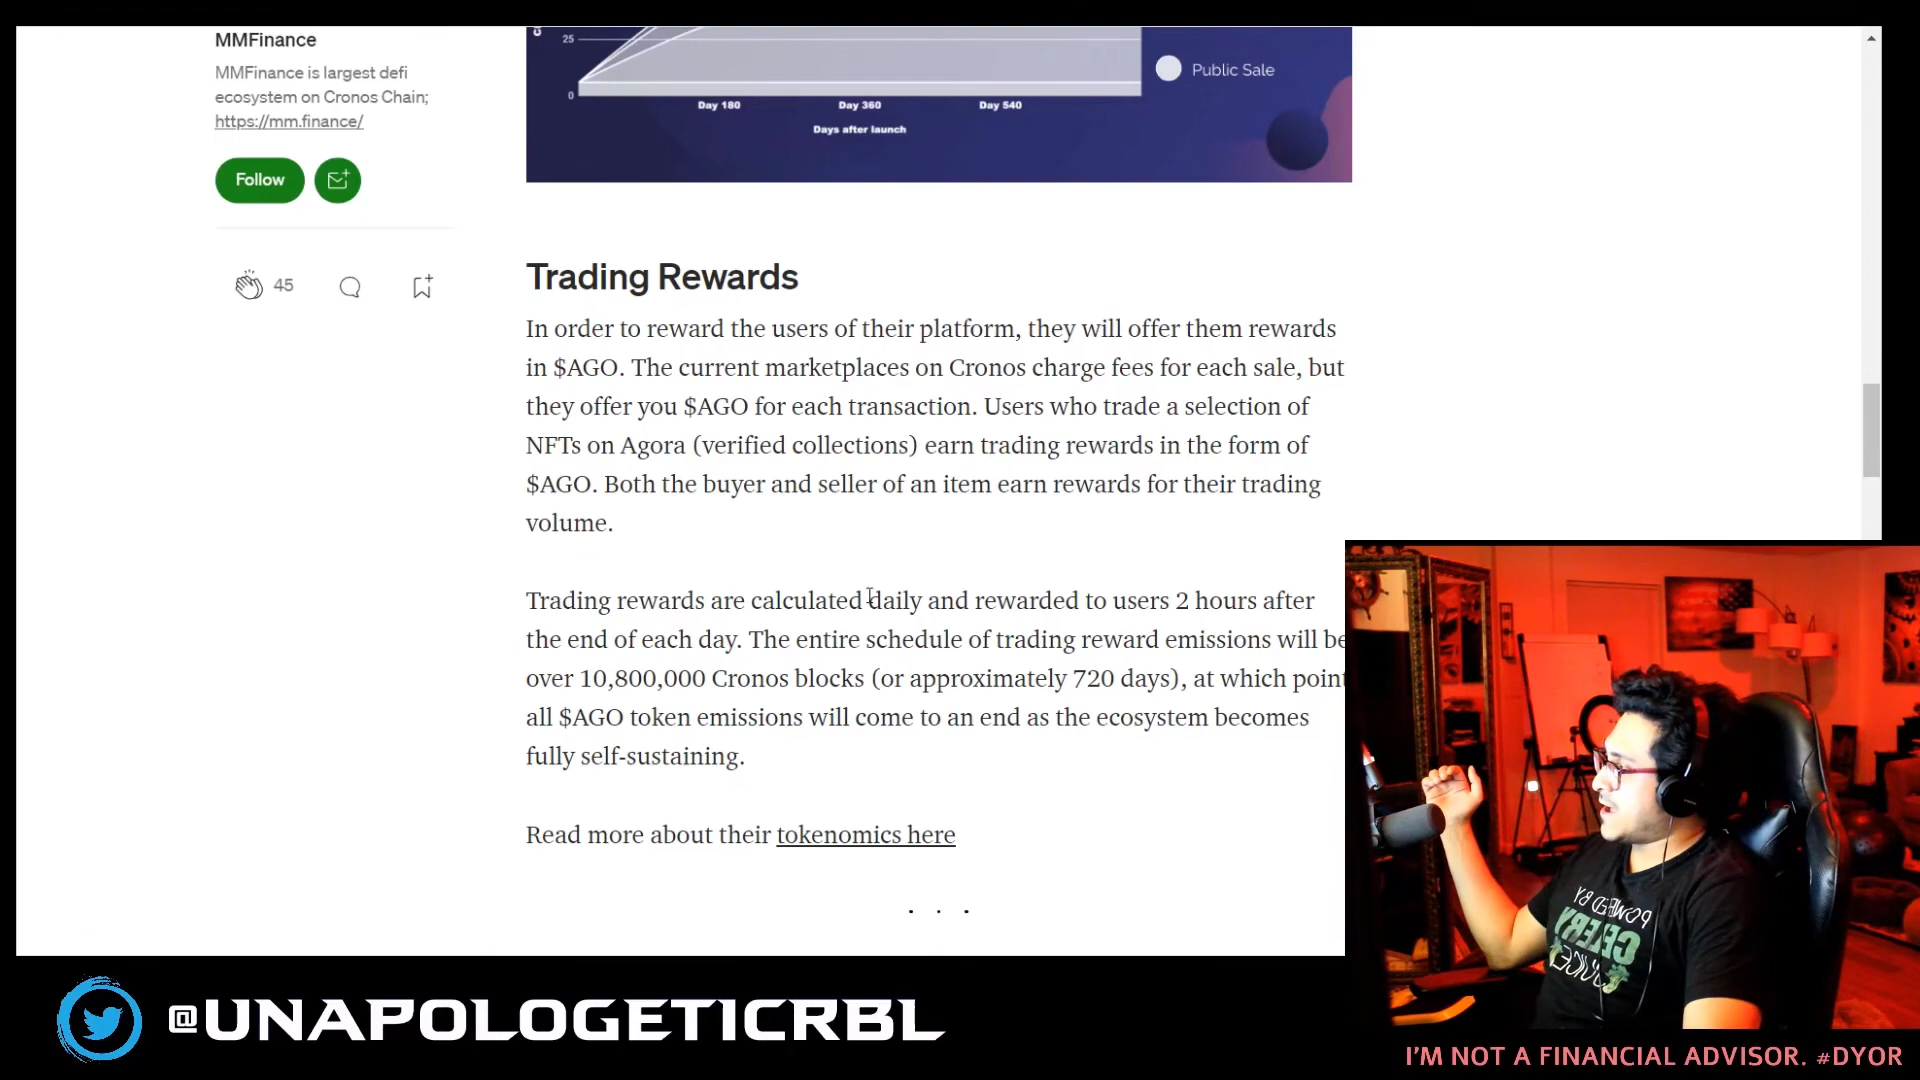 MMFinance
MMFinance is largest defi
ecosystem on Cronos Chain;
https://mm.finance/
Follow
45
25
0
Day 180
Day 360
Day 540
Days after launch
Public Sale
Trading Rewards
In order to reward the users of their platform, they will offer them rewards
in $AGO. The current marketplaces on Cronos charge fees for each sale, but
they offer you $AGO for each transaction. Users who trade a selection of
NFTs on Agora (verified collections) earn trading rewards in the form of
$AGO. Both the buyer and seller of an item earn rewards for their trading
volume.
Trading rewards are calculated daily and rewarded to users 2 hours after
the end of each day. The entire schedule of trading reward emissions will be
over 10,800,000 Cronos blocks (or approximately 720 days), at which point
all $AGO token emissions will come to an end as the ecosystem becomes
fully self-sustaining.
Read more about their tokenomics here
. . .
POWERED BY
CELERY
JUICE
@UNAPOLOGETICRBL
I'M NOT A FINANCIAL ADVISOR. #DYOR